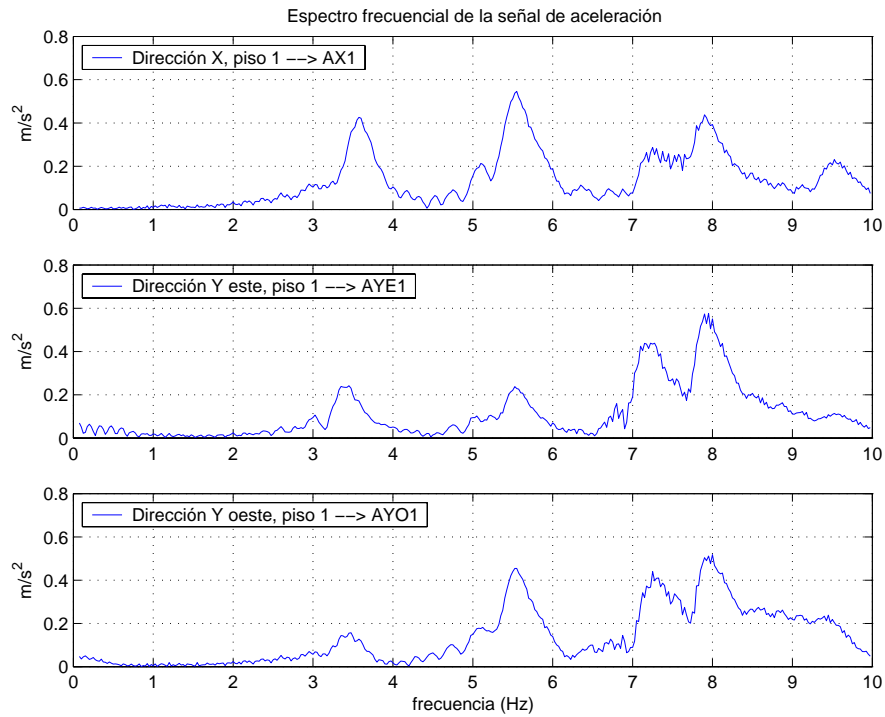 Espectro frecuencial de la señal de aceleración
0.8
0.6
0.4
0.2
0
m/s²
Dirección X, piso 1 −−> AX1
0 1 2 3 4 5 6 7 8 9 10
0.8
0.6
0.4
0.2
0
m/s²
Dirección Y este, piso 1 −−> AYE1
0 1 2 3 4 5 6 7 8 9 10
0.8
0.6
0.4
0.2
0
m/s²
Dirección Y oeste, piso 1 −−> AYO1
0 1 2 3 4 5 6 7 8 9 10
frecuencia (Hz)